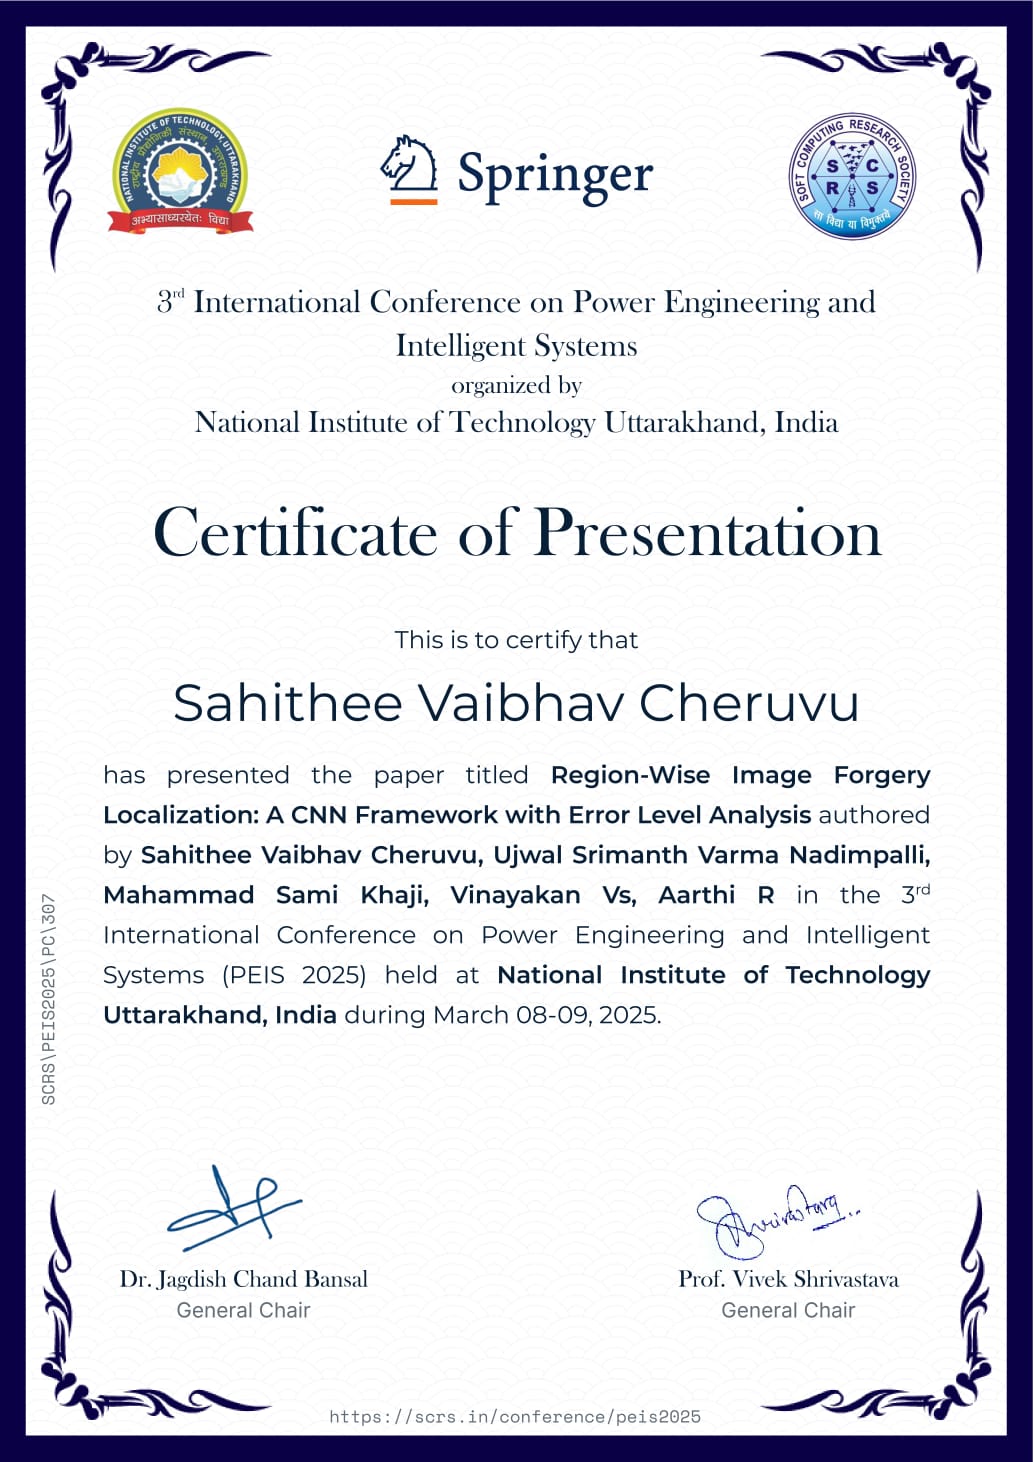 NATIONAL INSTITUTE OF TECHNOLOGY, UTTARAKHAND
राष्ट्रीय प्रौद्योगिकी संस्थान, उत्तराखण्ड
अभ्यासाध्यरयेतः विद्या
Springer
SOFT COMPUTING RESEARCH SOCIETY
S C
R S
सा विद्या या विमुक्तये
3rd International Conference on Power Engineering and
Intelligent Systems
organized by
National Institute of Technology Uttarakhand, India
Certificate of Presentation
This is to certify that
Sahithee Vaibhav Cheruvu
has presented the paper titled Region-Wise Image Forgery
Localization: A CNN Framework with Error Level Analysis authored
by Sahithee Vaibhav Cheruvu, Ujwal Srimanth Varma Nadimpalli,
Mahammad Sami Khaji, Vinayakan Vs, Aarthi R in the 3rd
International Conference on Power Engineering and Intelligent
Systems (PEIS 2025) held at National Institute of Technology
Uttarakhand, India during March 08-09, 2025.
SCRS\PEIS2025\PC\307
Shrivastava
Dr. Jagdish Chand Bansal
General Chair
Prof. Vivek Shrivastava
General Chair
https://scrs.in/conference/peis2025